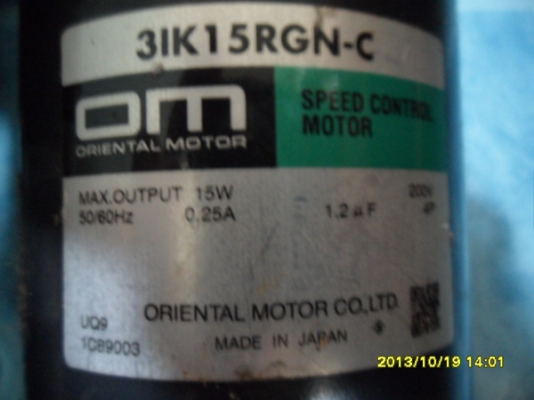 3IK15RGN-C
om
ORIENTAL MOTOR
SPEED CONTROL
MOTOR
MAX.OUTPUT 15W 200V
50/60Hz 0.25A 1.2μF 4P
ORIENTAL MOTOR CO.,LTD.
UQ9
1C89003
MADE IN JAPAN
2013/10/19 14:01